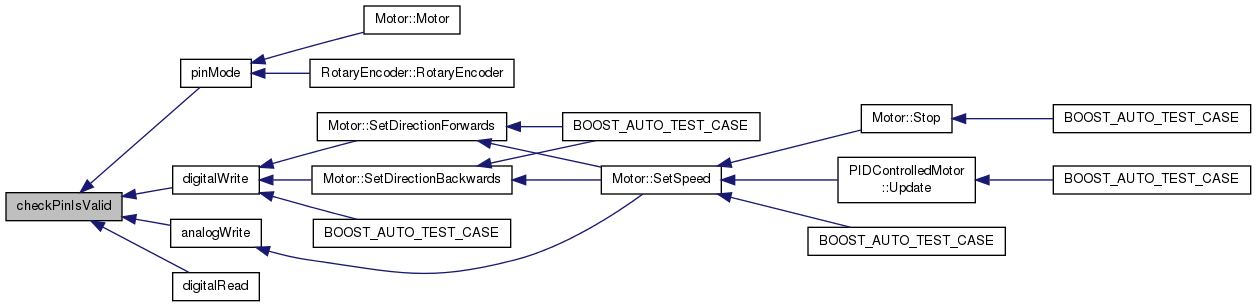 Motor::Motor
pinMode
RotaryEncoder::RotaryEncoder
Motor::SetDirectionForwards
BOOST_AUTO_TEST_CASE
Motor::Stop
BOOST_AUTO_TEST_CASE
digitalWrite
Motor::SetDirectionBackwards
Motor::SetSpeed
PIDControlledMotor
::Update
BOOST_AUTO_TEST_CASE
checkPinIsValid
analogWrite
BOOST_AUTO_TEST_CASE
BOOST_AUTO_TEST_CASE
digitalRead